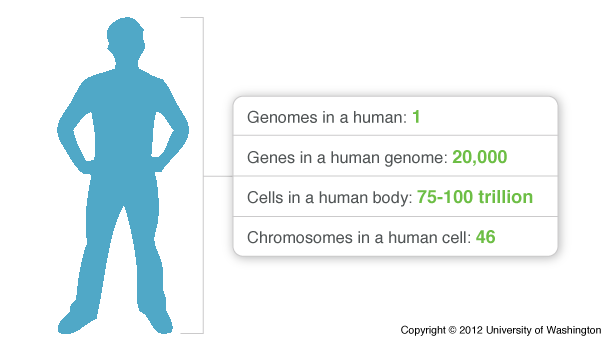 Genomes in a human: 1
Genes in a human genome: 20,000
Cells in a human body: 75-100 trillion
Chromosomes in a human cell: 46
Copyright © 2012 University of Washington